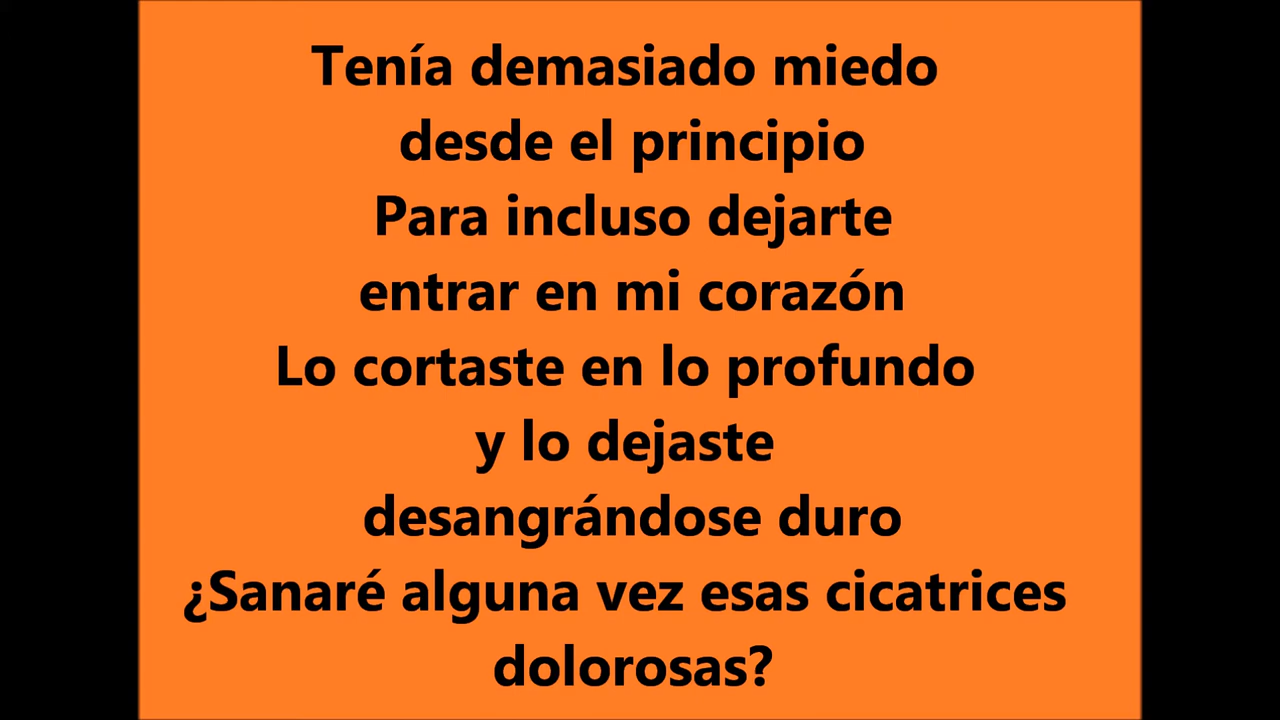 Tenía demasiado miedo
desde el principio
Para incluso dejarte
entrar en mi corazón
Lo cortaste en lo profundo
y lo dejaste
desangrándose duro
¿Sanaré alguna vez esas cicatrices
dolorosas?